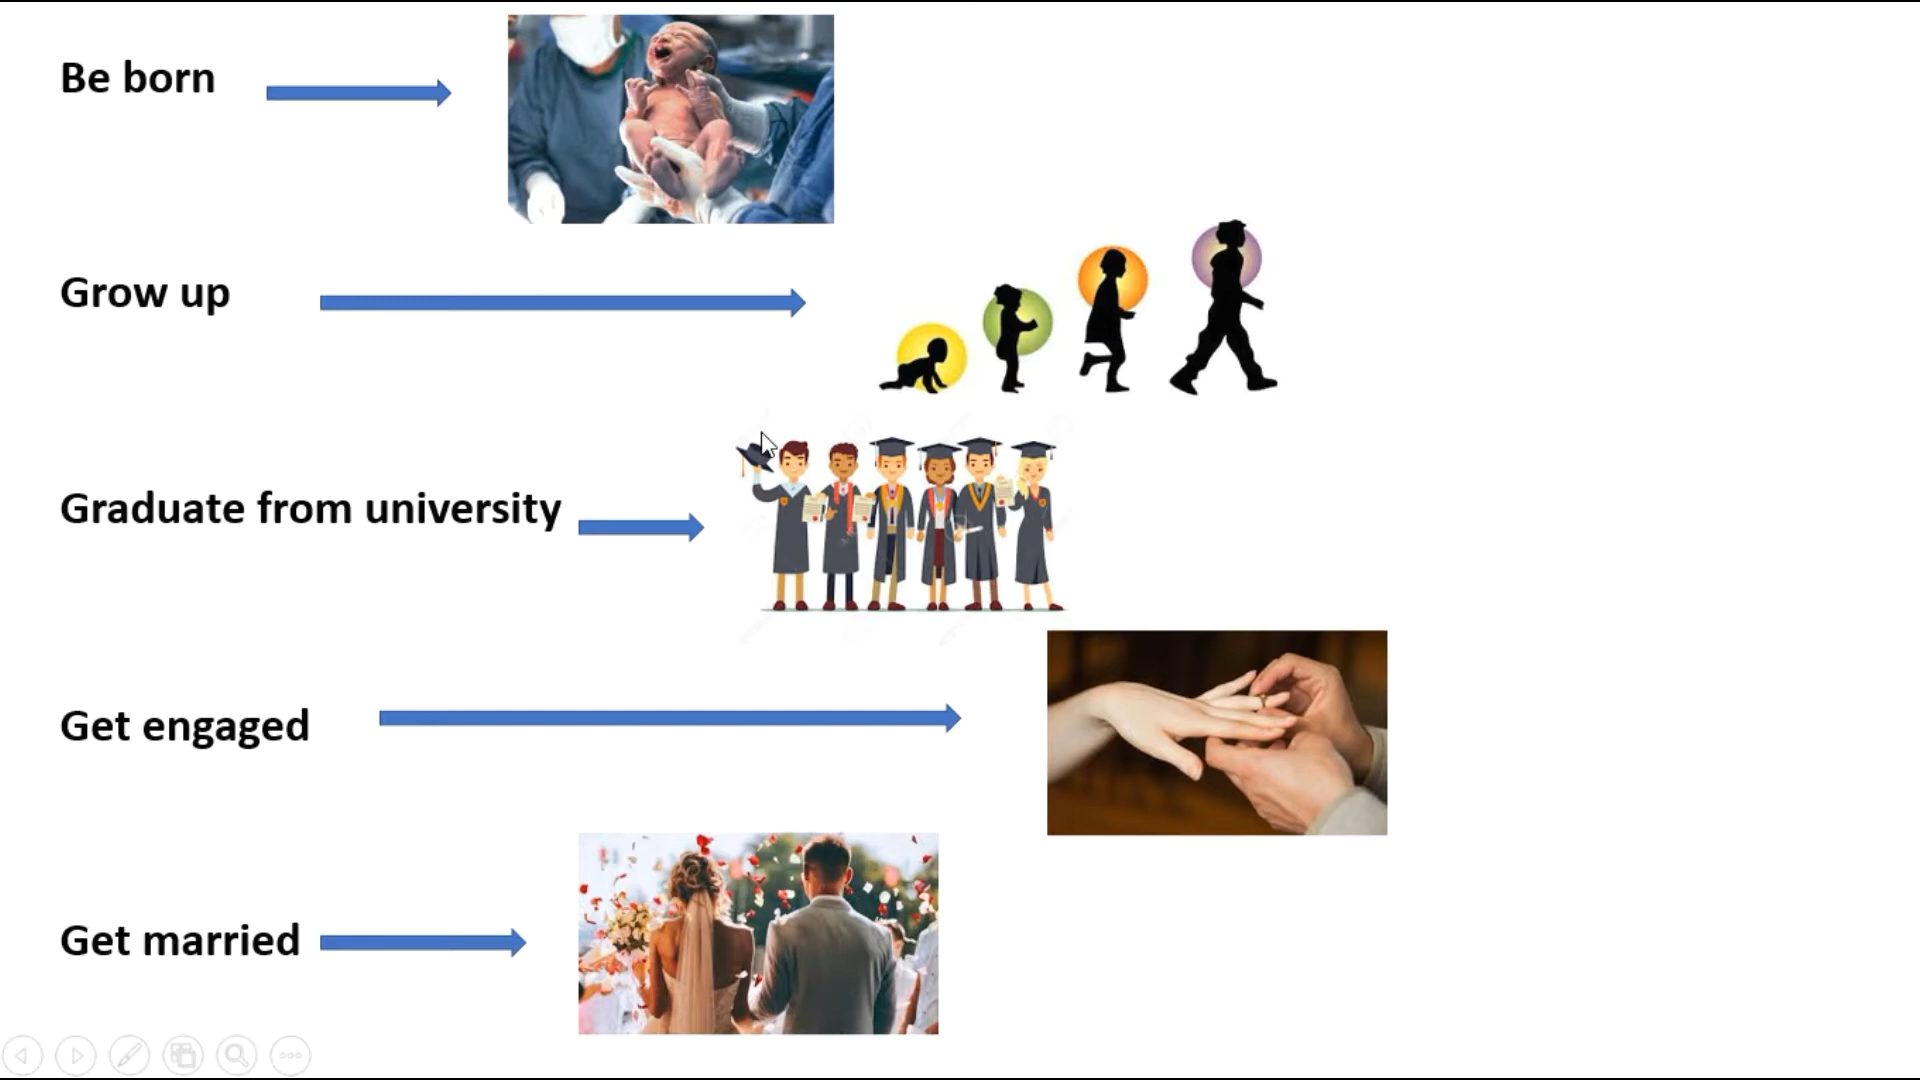 Be born
Grow up
Graduate from university
Get engaged
Get married